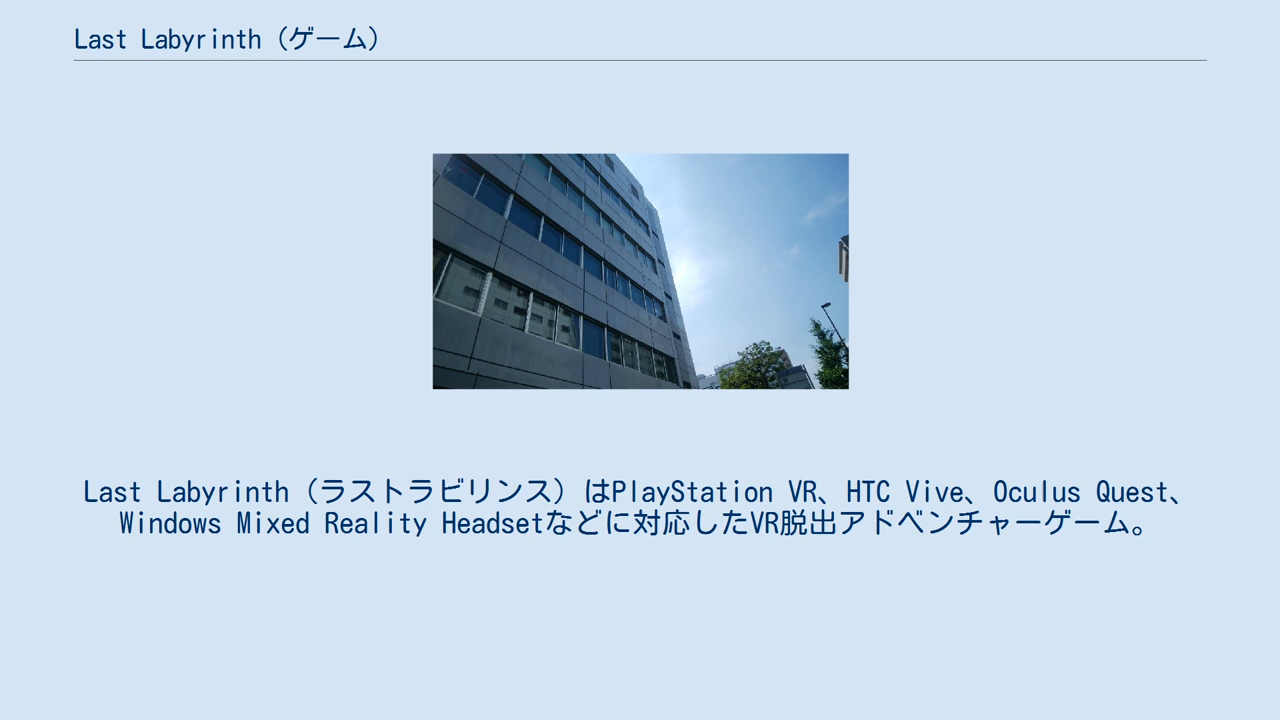 Last Labyrinth（ゲーム）
Last Labyrinth（ラストラビリンス）はPlayStation VR、HTC Vive、Oculus Quest、
Windows Mixed Reality Headsetなどに対応したVR脱出アドベンチャーゲーム。